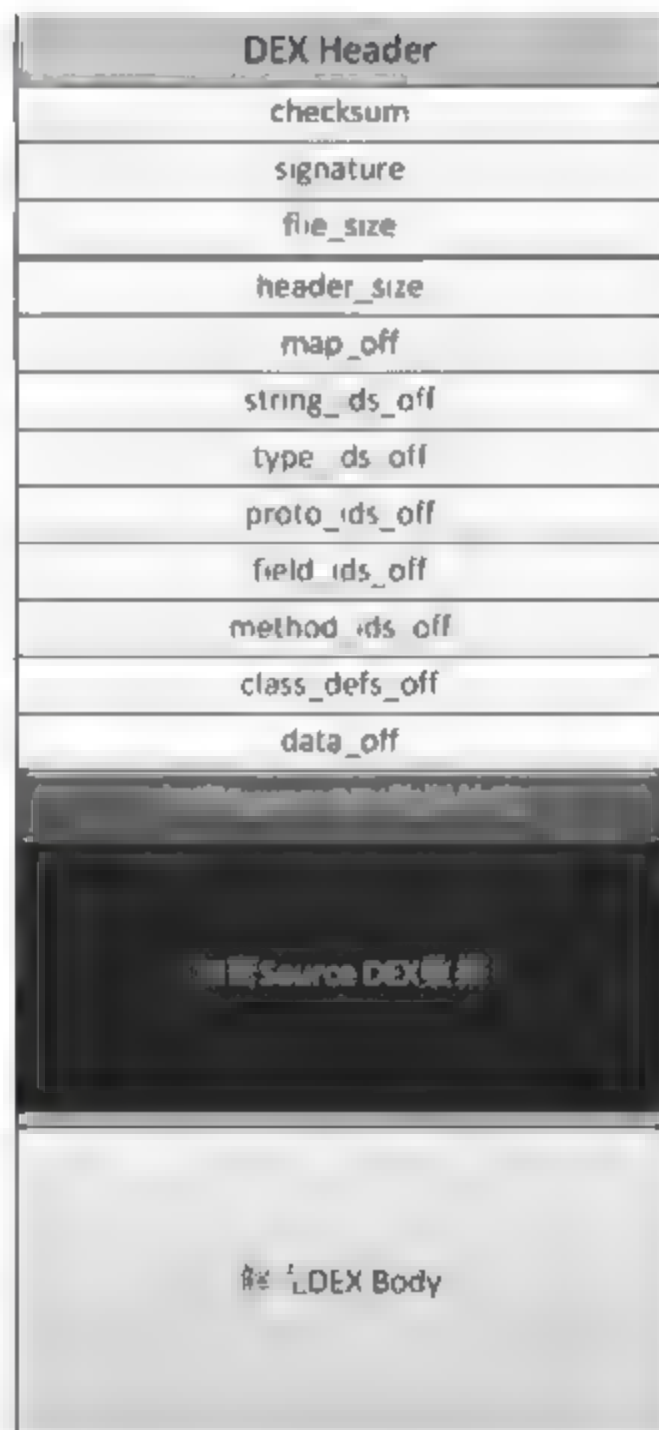 DEX Header
checksum
signature
file_size
header_size
map_off
string_ids_off
type_ids_off
proto_ids_off
field_ids_off
method_ids_off
class_defs_off
data_off
Source DEX
DEX Body